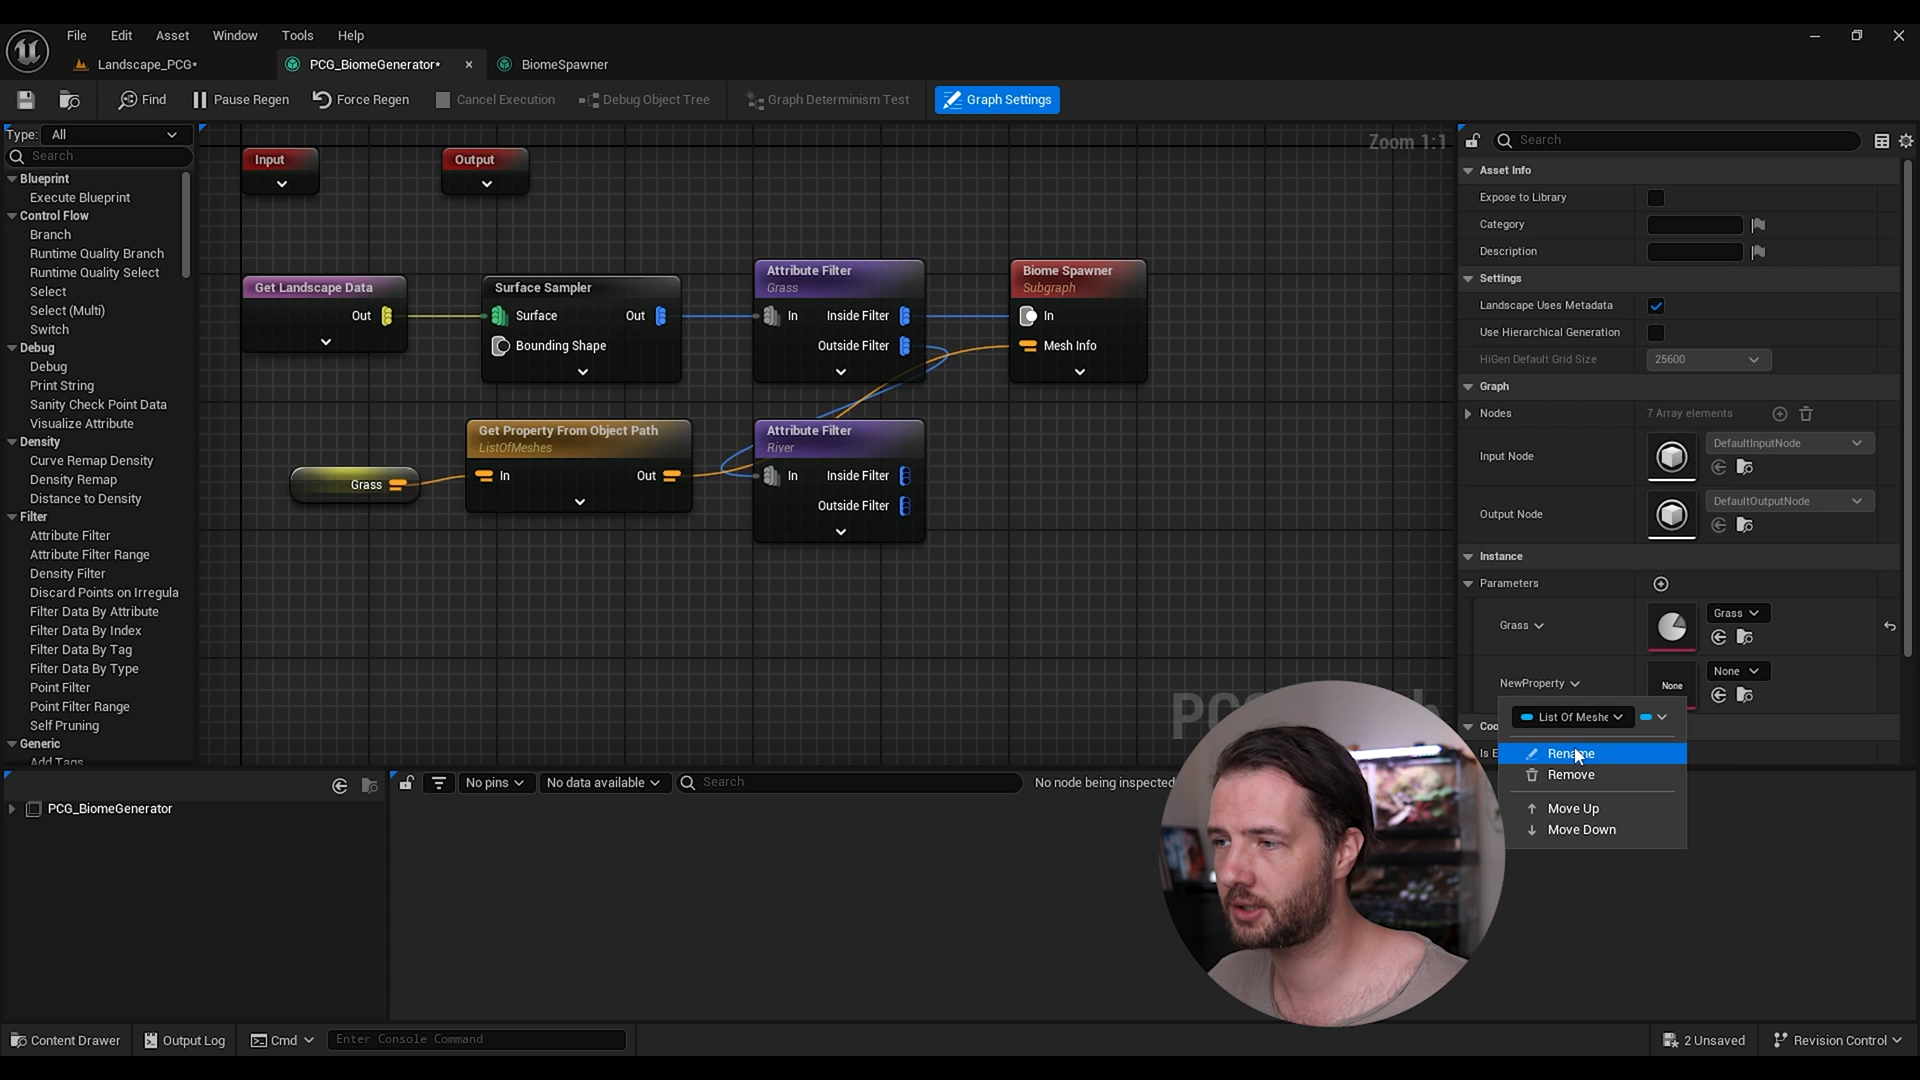 File Edit Asset Window Tools Help
Landscape_PCG* PCG_BiomeGenerator* BiomeSpawner
Find Pause Regen Force Regen Cancel Execution Debug Object Tree Graph Determinism Test Graph Settings
Type: All
Search
Blueprint
Execute Blueprint
Control Flow
Branch
Runtime Quality Branch
Runtime Quality Select
Select
Select (Multi)
Switch
Debug
Debug
Print String
Sanity Check Point Data
Visualize Attribute
Density
Curve Remap Density
Density Remap
Distance to Density
Filter
Attribute Filter
Attribute Filter Range
Density Filter
Discard Points on Irregula
Filter Data By Attribute
Filter Data By Index
Filter Data By Tag
Filter Data By Type
Point Filter
Point Filter Range
Self Pruning
Generic
Add Tags
Zoom 1:1
Input
Output
Get Landscape Data
Out
Surface Sampler
Surface Out
Bounding Shape
Attribute Filter
Grass
In Inside Filter
Outside Filter
Biome Spawner
Subgraph
In
Mesh Info
Grass
Get Property From Object Path
ListOfMeshes
In Out
Attribute Filter
River
In Inside Filter
Outside Filter
Search
Asset Info
Expose to Library
Category
Description
Settings
Landscape Uses Metadata
Use Hierarchical Generation
HiGen Default Grid Size 25600
Graph
Nodes 7 Array elements
Input Node DefaultInputNode
Output Node DefaultOutputNode
Instance
Parameters
Grass Grass
NewProperty None None
List Of Meshe
Rename
Remove
Move Up
Move Down
PCG_BiomeGenerator
No pins No data available Search No node being inspected
Content Drawer Output Log Cmd Enter Console Command 2 Unsaved Revision Control